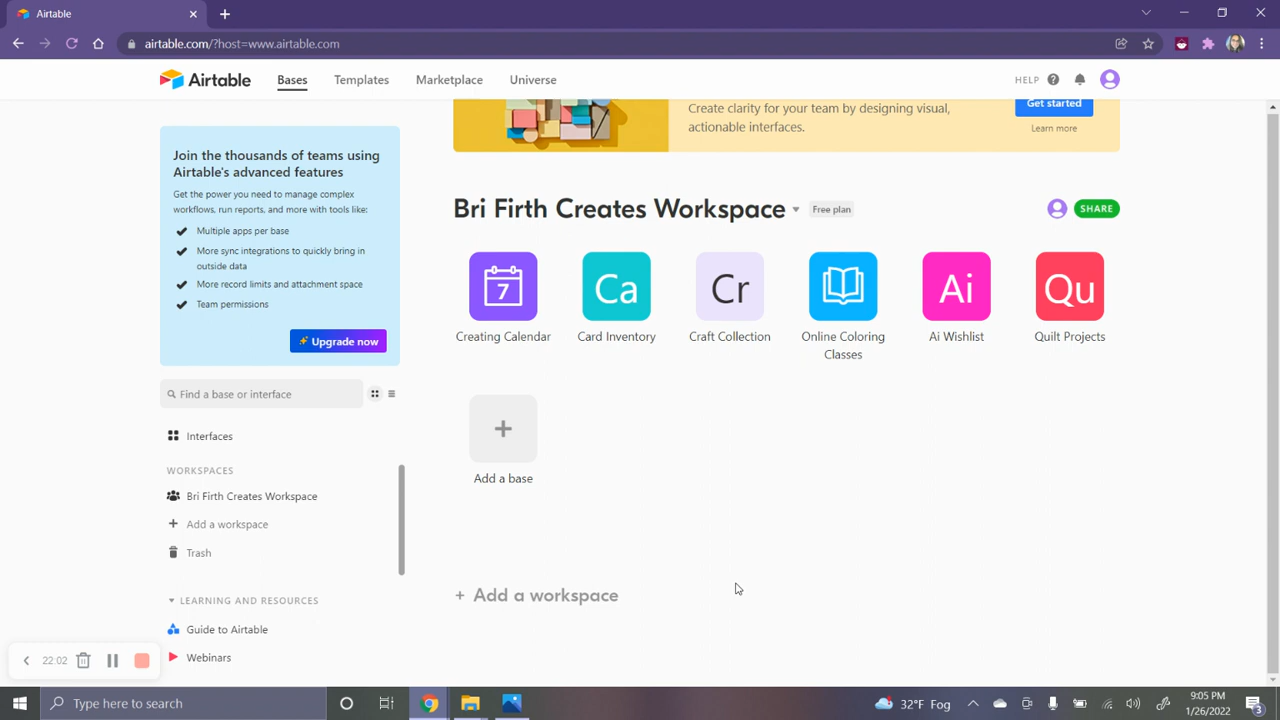 Airtable
airtable.com/?host=www.airtable.com
Airtable
Bases
Templates
Marketplace
Universe
HELP
Create clarity for your team by designing visual,
actionable interfaces.
Get started
Learn more
Join the thousands of teams using
Airtable's advanced features
Get the power you need to manage complex
workflows, run reports, and more with tools like:
Multiple apps per base
More sync integrations to quickly bring in
outside data
More record limits and attachment space
Team permissions
Upgrade now
Find a base or interface
Interfaces
WORKSPACES
Bri Firth Creates Workspace
Add a workspace
Trash
LEARNING AND RESOURCES
Guide to Airtable
Webinars
Bri Firth Creates Workspace
Free plan
SHARE
7
Creating Calendar
Ca
Card Inventory
Cr
Craft Collection
Online Coloring
Classes
Ai
Ai Wishlist
Qu
Quilt Projects
+
Add a base
+ Add a workspace
22:02
Type here to search
32°F Fog
9:05 PM
1/26/2022
3